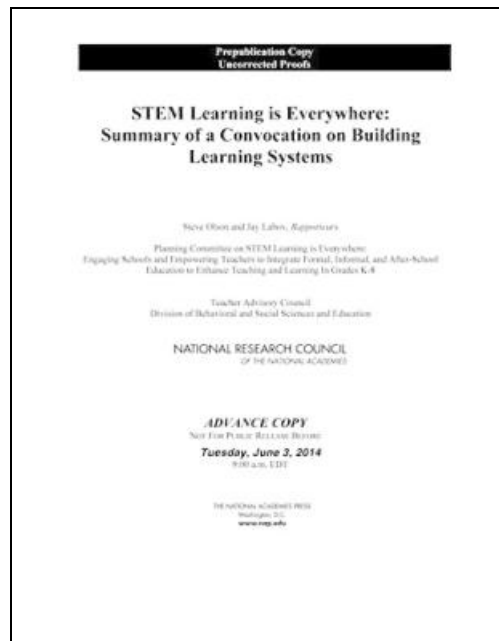 Prepublication Copy
Uncorrected Proofs
STEM Learning is Everywhere:
Summary of a Convocation on Building
Learning Systems
Steve Olson and Jay Labov, Rapporteurs
Planning Committee on STEM Learning is Everywhere:
Engaging Schools and Empowering Teachers to Integrate Formal, Informal, and After-School
Education to Enhance Teaching and Learning In Grades K-8
Teacher Advisory Council
Division of Behavioral and Social Sciences and Education
NATIONAL RESEARCH COUNCIL
OF THE NATIONAL ACADEMIES
ADVANCE COPY
NOT FOR PUBLIC RELEASE BEFORE
Tuesday, June 3, 2014
9:00 a.m. EDT
THE NATIONAL ACADEMIES PRESS
Washington, D.C.
www.nap.edu